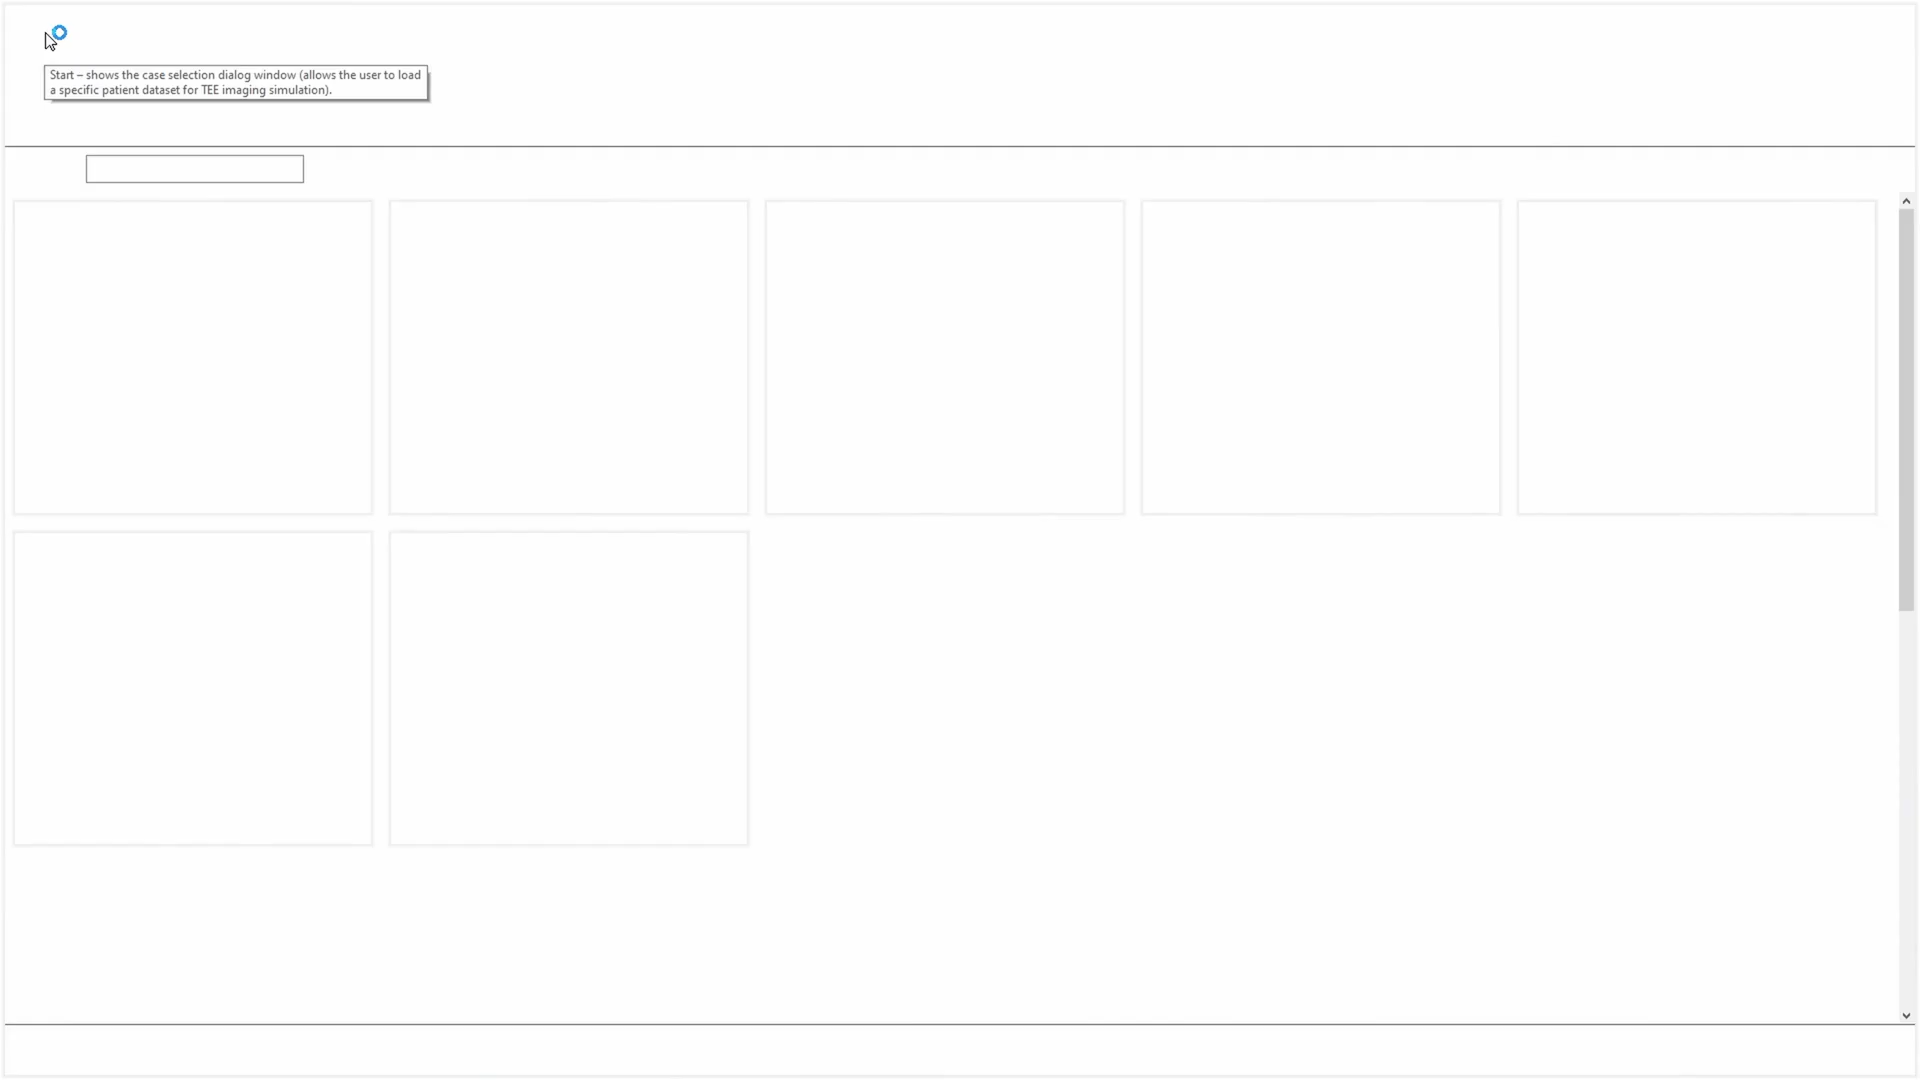 Start – shows the case selection dialog window (allows the user to load
a specific patient dataset for TEE imaging simulation).